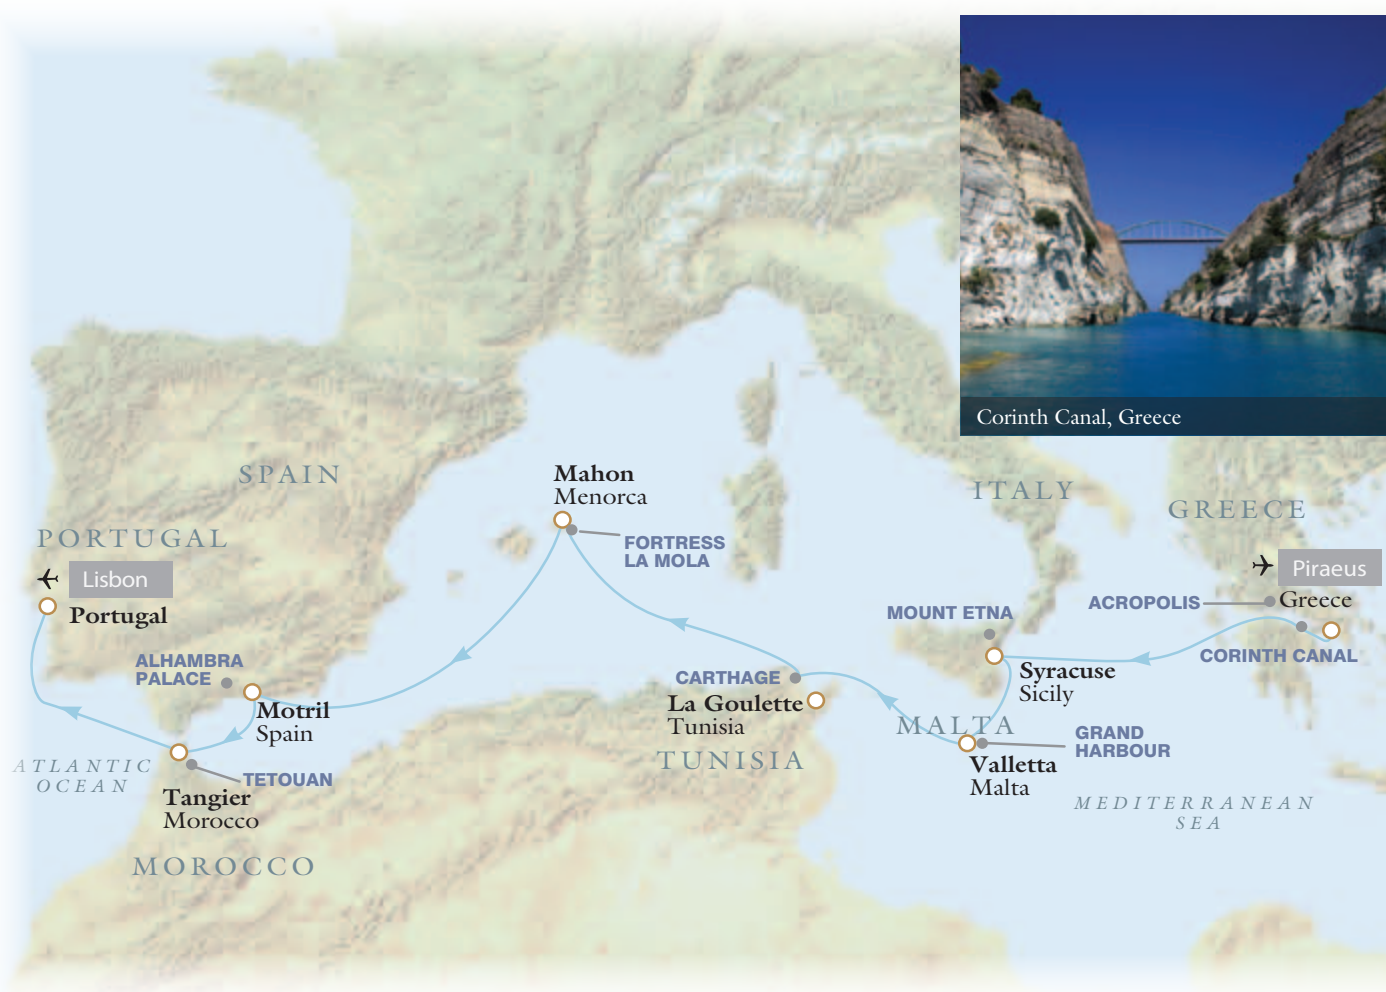 Corinth Canal, Greece
SPAIN
Mahon
Menorca
ITALY
GREECE
PORTUGAL
FORTRESS
LA MOLA
Lisbon
Portugal
Piraeus
Greece
ACROPOLIS
MOUNT ETNA
CORINTH CANAL
ALHAMBRA
PALACE
Syracuse
Sicily
CARTHAGE
La Goulette
Tunisia
Motril
Spain
MALTA
GRAND
HARBOUR
TUNISIA
Valletta
Malta
ATLANTIC
OCEAN
TETOUAN
Tangier
Morocco
MEDITERRANEAN
SEA
MOROCCO